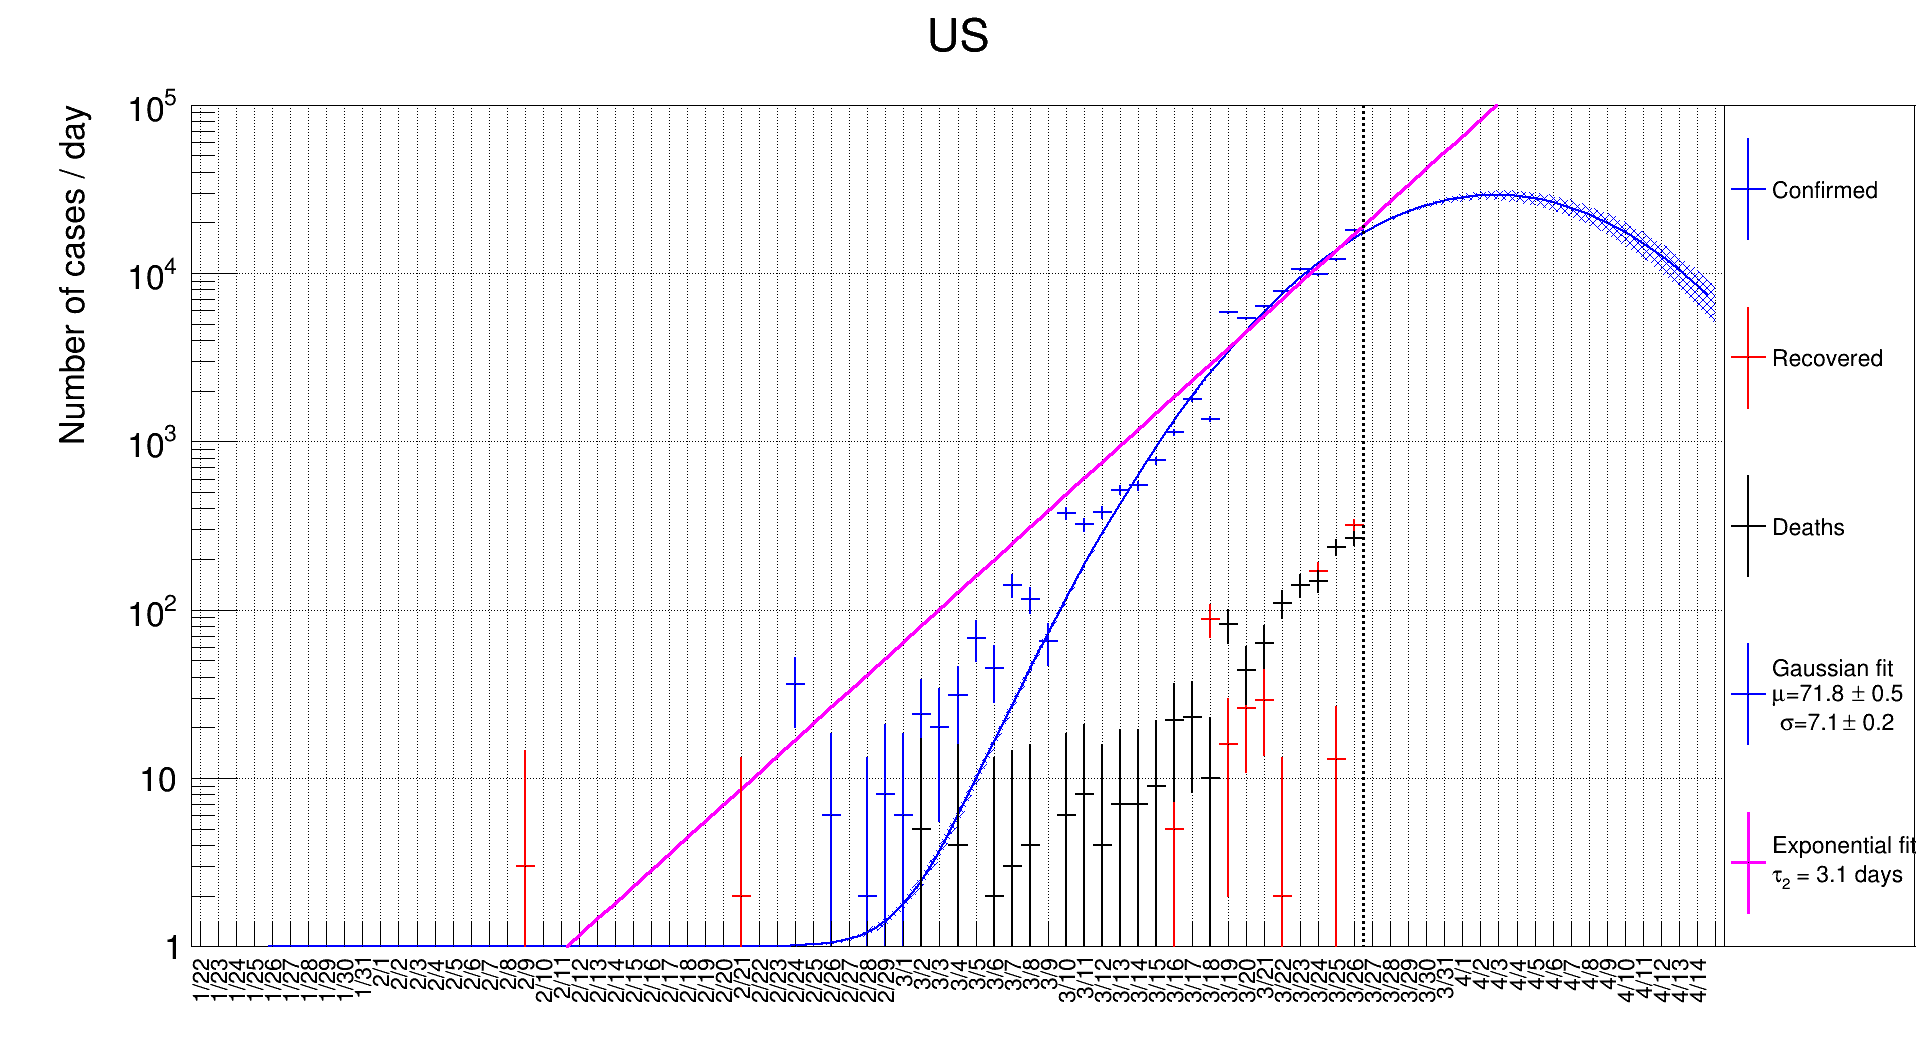 US
Number of cases / day
10^5
10^4
10^3
10^2
10
1
1/22 1/23 1/24 1/25 1/26 1/27 1/28 1/29 1/30 1/31 2/1 2/2 2/3 2/4 2/5 2/6 2/7 2/8 2/9 2/10 2/11 2/12 2/13 2/14 2/15 2/16 2/17 2/18 2/19 2/20 2/21 2/22 2/23 2/24 2/25 2/26 2/27 2/28 2/29 3/1 3/2 3/3 3/4 3/5 3/6 3/7 3/8 3/9 3/10 3/11 3/12 3/13 3/14 3/15 3/16 3/17 3/18 3/19 3/20 3/21 3/22 3/23 3/24 3/25 3/26 3/27 3/28 3/29 3/30 3/31 4/1 4/2 4/3 4/4 4/5 4/6 4/7 4/8 4/9 4/10 4/11 4/12 4/13 4/14
Confirmed
Recovered
Deaths
Gaussian fit
μ=71.8 ± 0.5
σ=7.1 ± 0.2
Exponential fit
τ₂ = 3.1 days